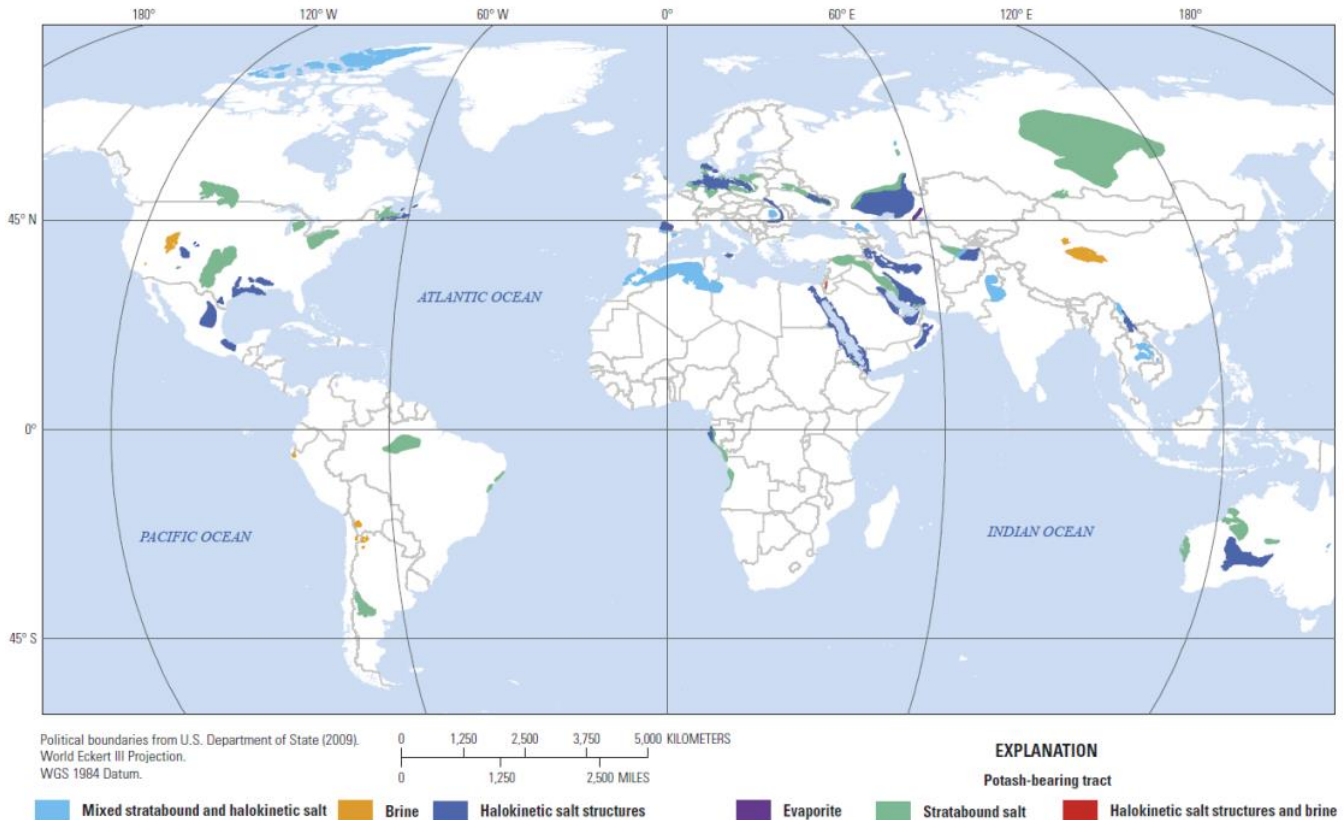 180° 120° W 60° W 0° 60° E 120° E 180°
45° N
ATLANTIC OCEAN
0°
PACIFIC OCEAN
INDIAN OCEAN
45° S
Political boundaries from U.S. Department of State (2009).
World Eckert III Projection.
WGS 1984 Datum.
0 1,250 2,500 3,750 5,000 KILOMETERS
0 1,250 2,500 MILES
EXPLANATION
Potash-bearing tract
Mixed stratabound and halokinetic salt Brine Halokinetic salt structures Evaporite Stratabound salt Halokinetic salt structures and brine